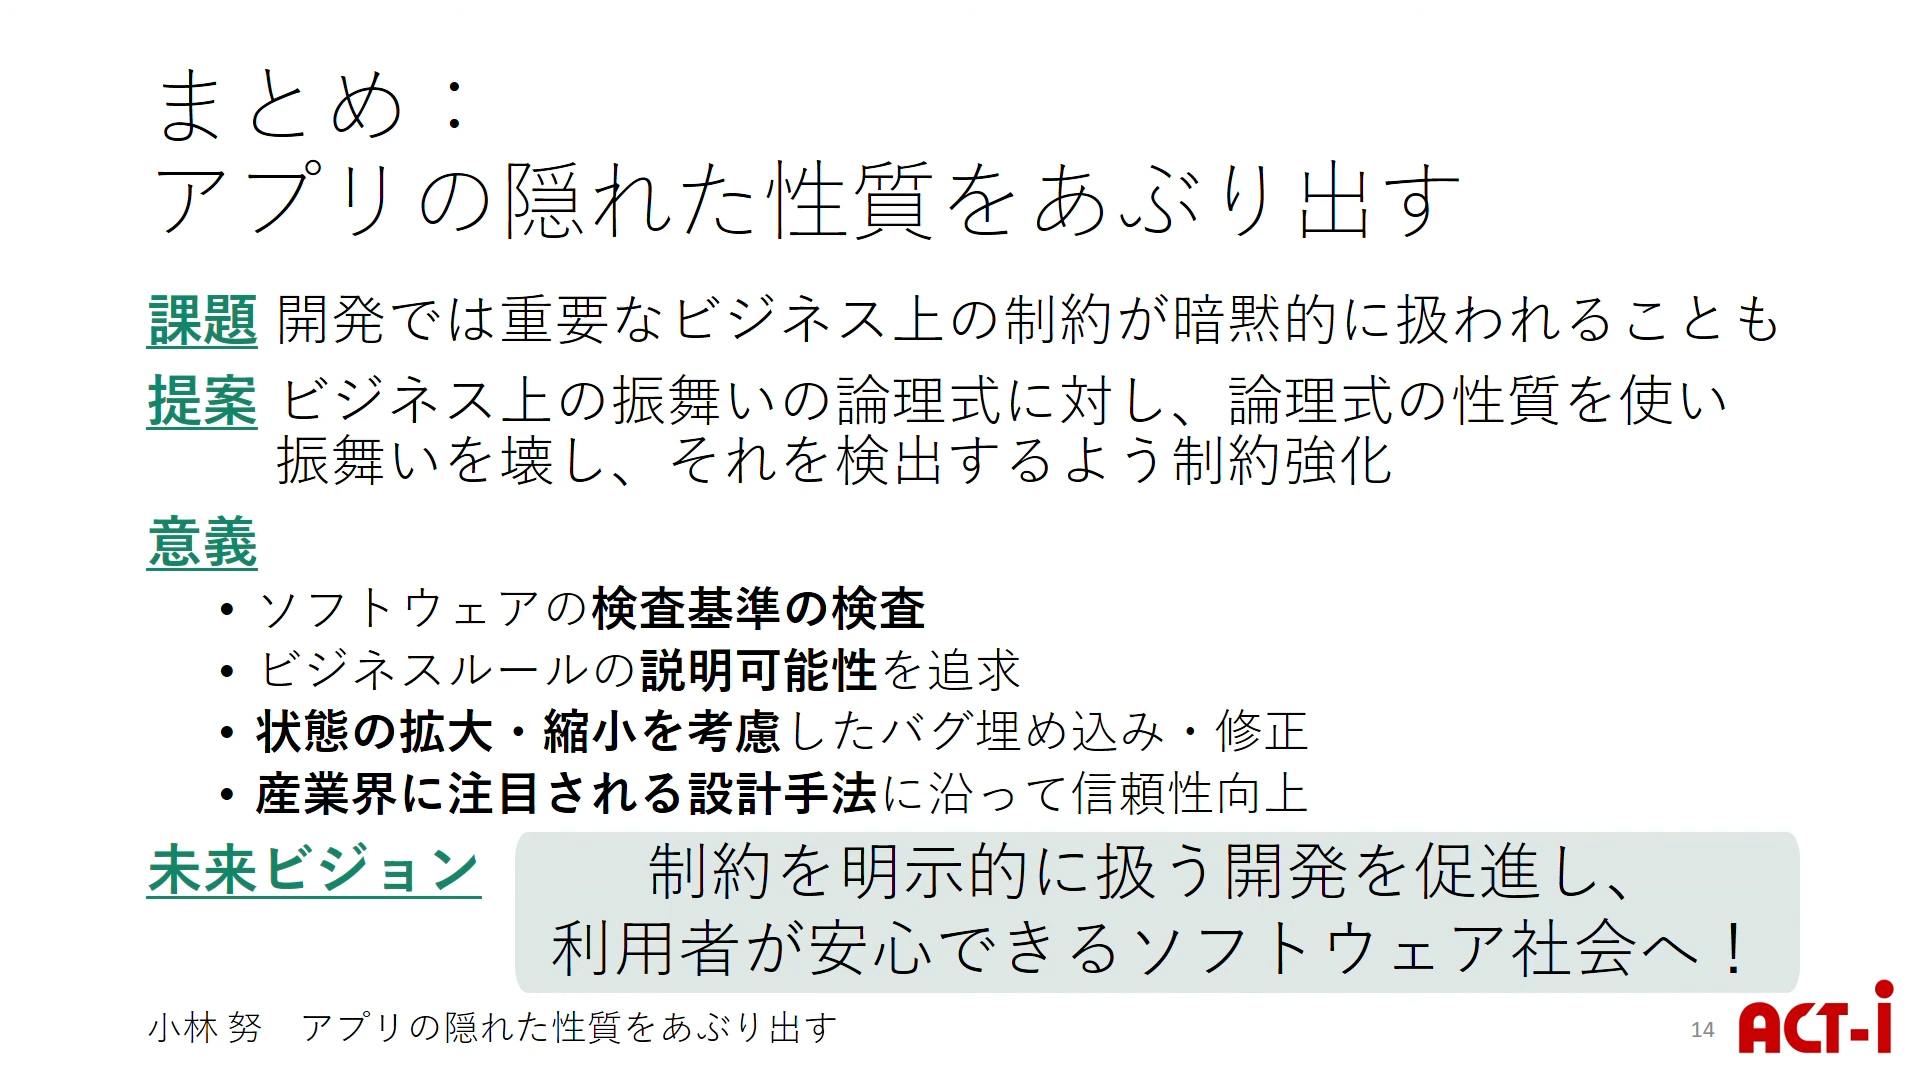 まとめ：
アプリの隠れた性質をあぶり出す
課題 開発では重要なビジネス上の制約が暗黙的に扱われることも
提案 ビジネス上の振舞いの論理式に対し、論理式の性質を使い
振舞いを壊し、それを検出するよう制約強化
意義
• ソフトウェアの検査基準の検査
• ビジネスルールの説明可能性を追求
• 状態の拡大・縮小を考慮したバグ埋め込み・修正
• 産業界に注目される設計手法に沿って信頼性向上
未来ビジョン
制約を明示的に扱う開発を促進し、
利用者が安心できるソフトウェア社会へ！
小林 努　アプリの隠れた性質をあぶり出す
14
ACT-i